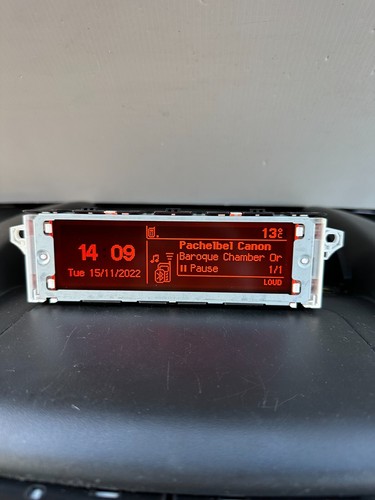 14 09
Tue 15/11/2022
13°C
Pachelbel Canon
Baroque Chamber Or
Pause
1/1
LOUD